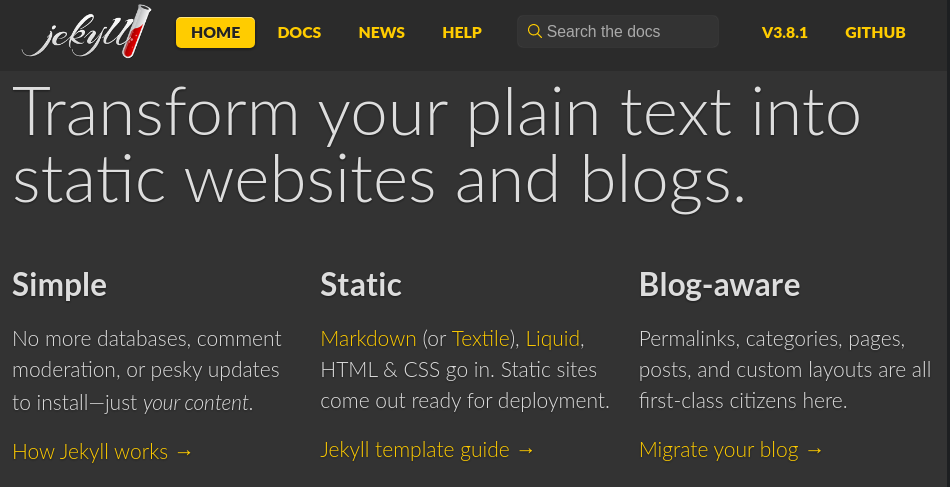 jekyll
HOME DOCS NEWS HELP Search the docs V3.8.1 GITHUB
Transform your plain text into
static websites and blogs.
Simple
No more databases, comment
moderation, or pesky updates
to install—just your content.
How Jekyll works →
Static
Markdown (or Textile), Liquid,
HTML & CSS go in. Static sites
come out ready for deployment.
Jekyll template guide →
Blog-aware
Permalinks, categories, pages,
posts, and custom layouts are all
first-class citizens here.
Migrate your blog →